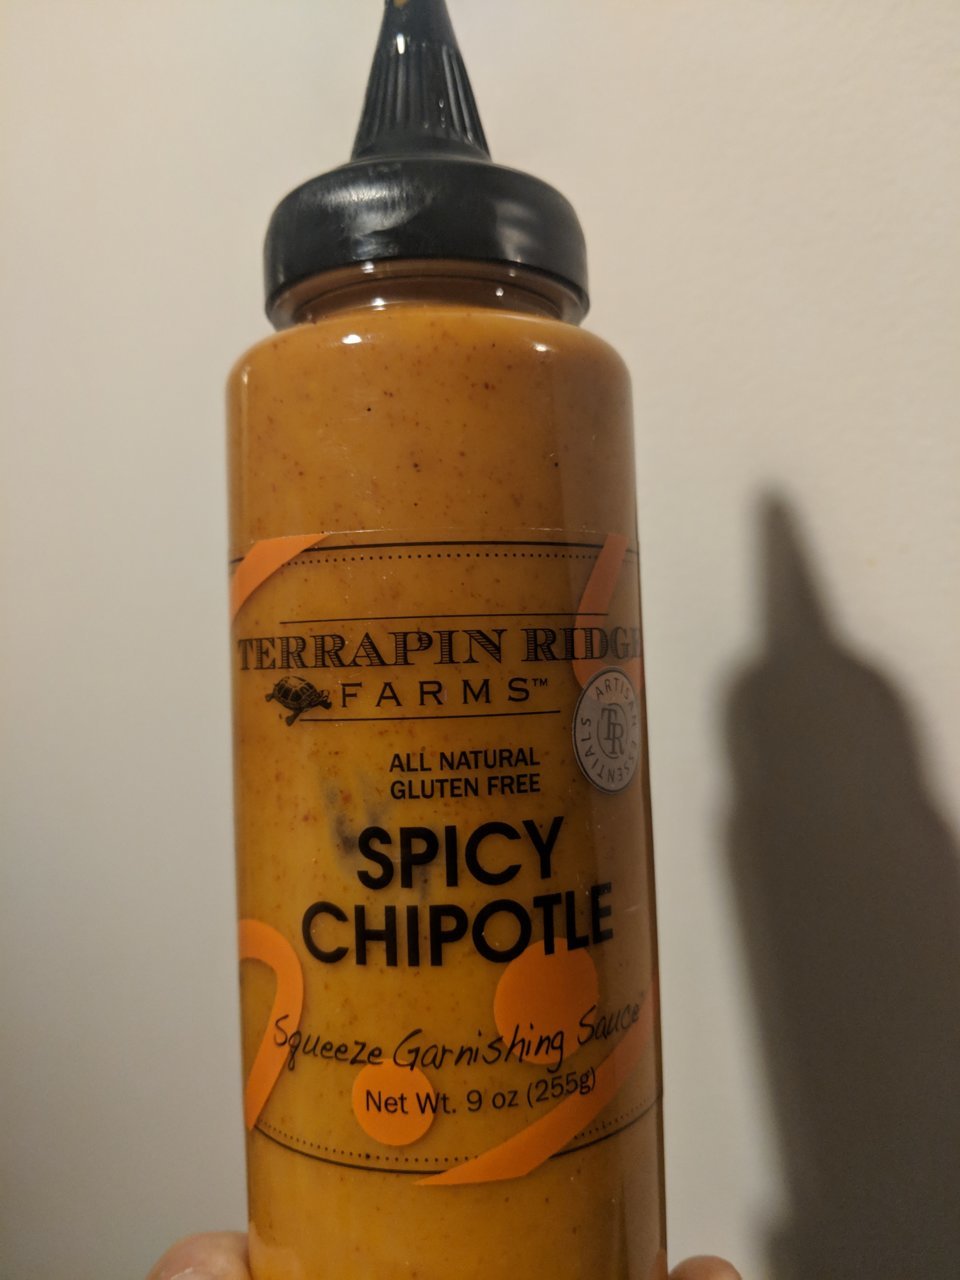 TERRAPIN RIDGE
FARMS™
ARTISAN ESSENTIALS
TR
ALL NATURAL
GLUTEN FREE
SPICY
CHIPOTLE
Squeeze Garnishing Sauce
Net Wt. 9 oz (255g)